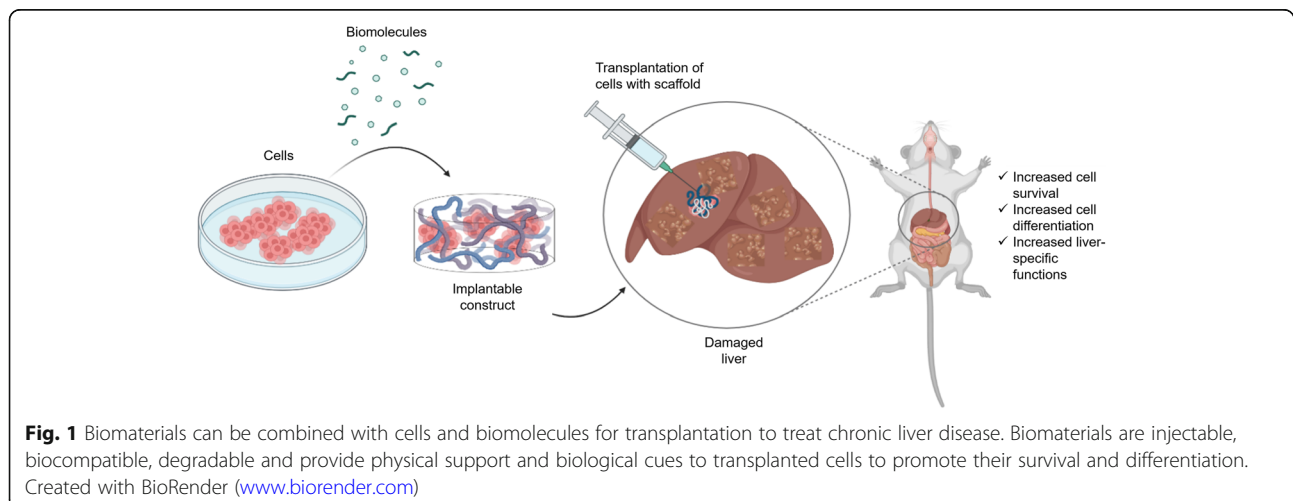 Biomolecules
Cells
Implantable
construct
Transplantation of
cells with scaffold
Damaged
liver
✓ Increased cell
survival
✓ Increased cell
differentiation
✓ Increased liver-
specific
functions
Fig. 1 Biomaterials can be combined with cells and biomolecules for transplantation to treat chronic liver disease. Biomaterials are injectable,
biocompatible, degradable and provide physical support and biological cues to transplanted cells to promote their survival and differentiation.
Created with BioRender (www.biorender.com)